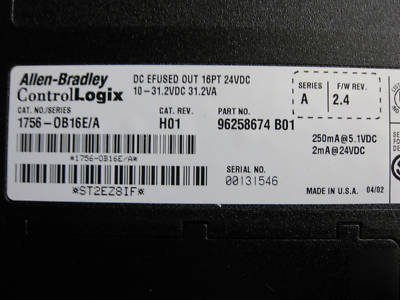 Allen-Bradley
ControlLogix
DC EFUSED OUT 16PT 24VDC
10-31.2VDC 31.2VA
SERIES F/W REV.
A 2.4
CAT. NO./SERIES CAT. REV. PART NO.
1756-OB16E/A H01 96258674 B01
250mA@5.1VDC
2mA@24VDC
*1756-OB16E/A*
SERIAL NO.
00131546
*ST2EZ8IF*
MADE IN U.S.A. 04/02